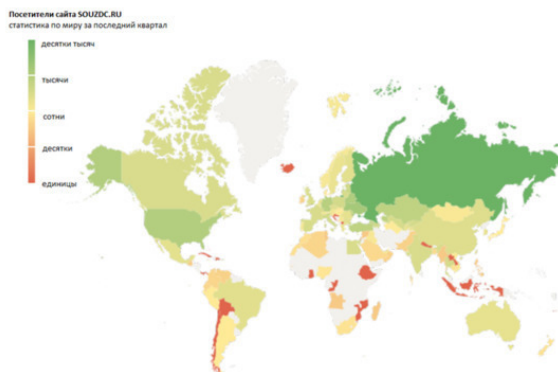 Посетители сайта SOUZDC.RU
статистика по миру за последний квартал
десятки тысяч
тысячи
сотни
десятки
единицы